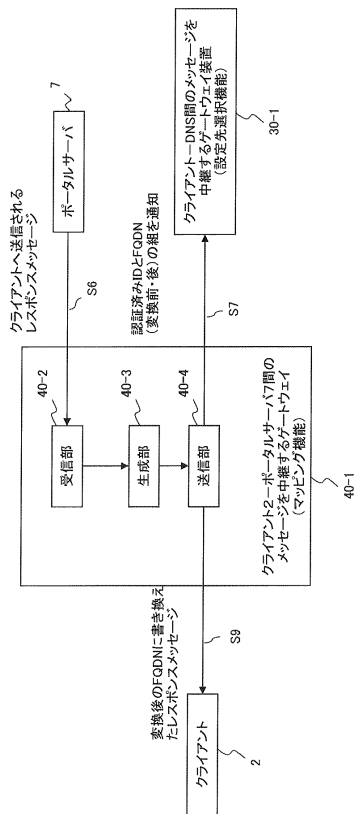 クライアントへ送信される
レスポンスメッセージ
7
ポータルサーバ
S6
40-2
受信部
40-3
生成部
40-4
送信部
クライアント2ーポータルサーバ7間の
メッセージを中継するゲートウェイ
(マッピング機能)
40-1
認証済みIDとFQDN
(変換前・後)の組を通知
S7
クライアントーDNS間のメッセージを
中継するゲートウェイ装置
(設定先選択機能)
30-1
変換後のFQDNに書き換え
たレスポンスメッセージ
S9
クライアント
2